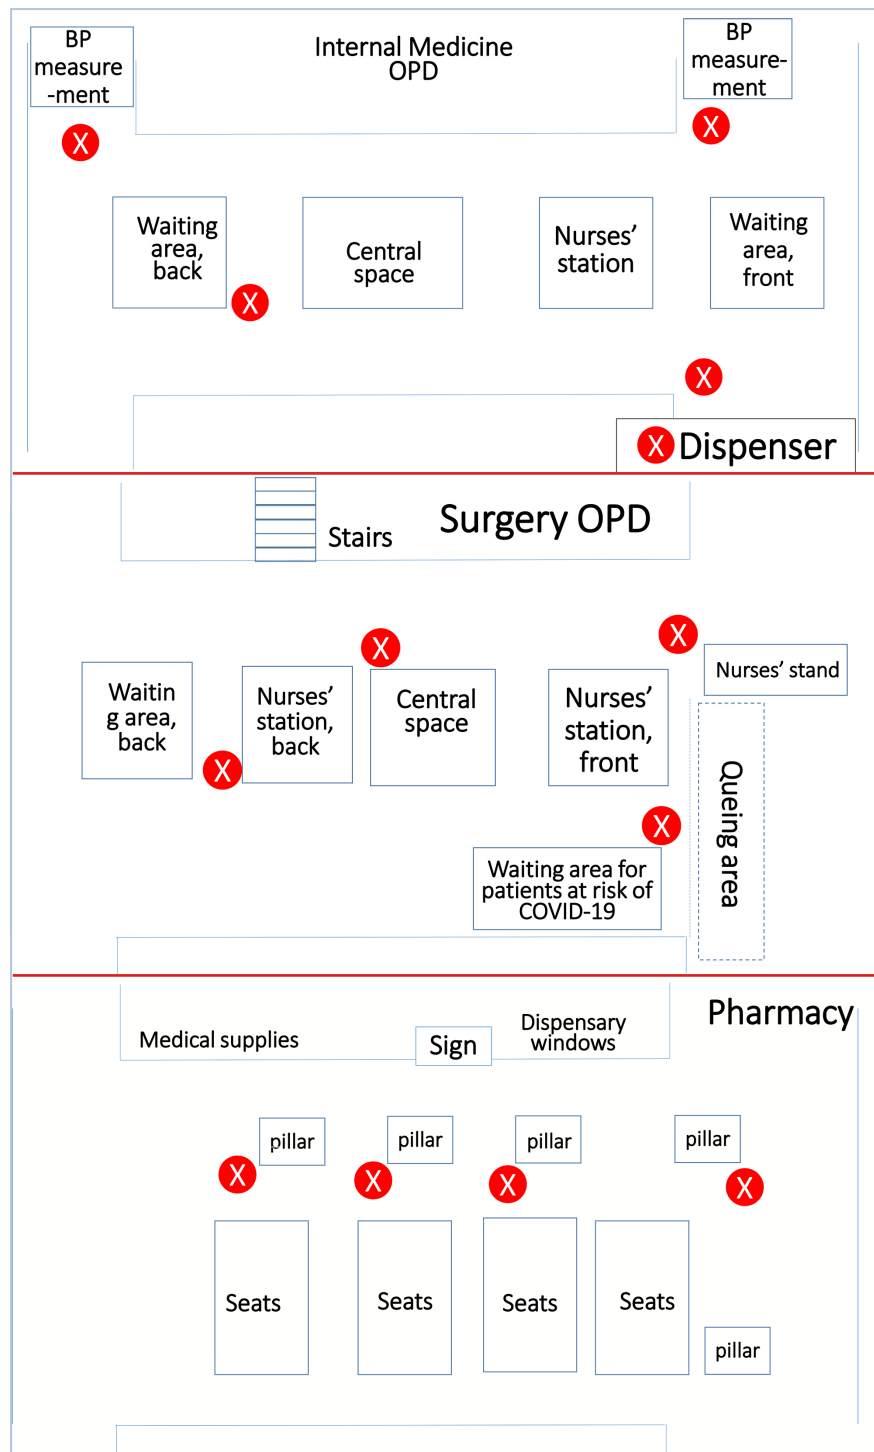 BP
measure
-ment
Internal Medicine
OPD
BP
measure-
ment
X
X
Waiting
area,
back
Central
space
Nurses’
station
Waiting
area,
front
X
X
X Dispenser
Surgery OPD
Stairs
X
X
Nurses’ stand
Waitin
g area,
back
Nurses’
station,
back
Central
space
Nurses’
station,
front
X
Queing area
X
Waiting area for
patients at risk of
COVID-19
Pharmacy
Medical supplies
Sign
Dispensary
windows
pillar
pillar
pillar
pillar
X
X
X
X
Seats
Seats
Seats
Seats
pillar